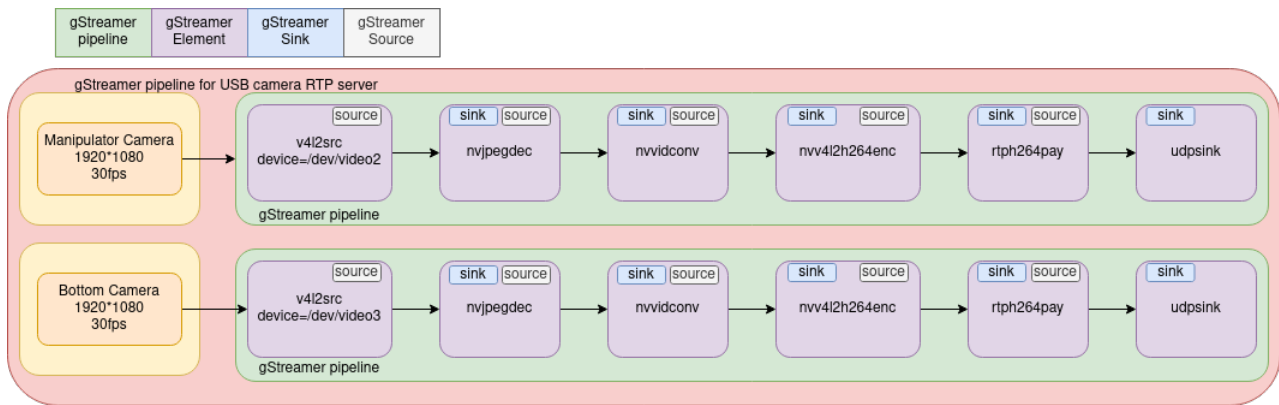 gStreamer
pipeline
gStreamer
Element
gStreamer
Sink
gStreamer
Source
gStreamer pipeline for USB camera RTP server
Manipulator Camera
1920*1080
30fps
source
v4l2src
device=/dev/video2
sink
source
nvjpegdec
sink
source
nvvidconv
sink
source
nvv4l2h264enc
sink
source
rtph264pay
sink
udpsink
gStreamer pipeline
Bottom Camera
1920*1080
30fps
source
v4l2src
device=/dev/video3
sink
source
nvjpegdec
sink
source
nvvidconv
sink
source
nvv4l2h264enc
sink
source
rtph264pay
sink
udpsink
gStreamer pipeline